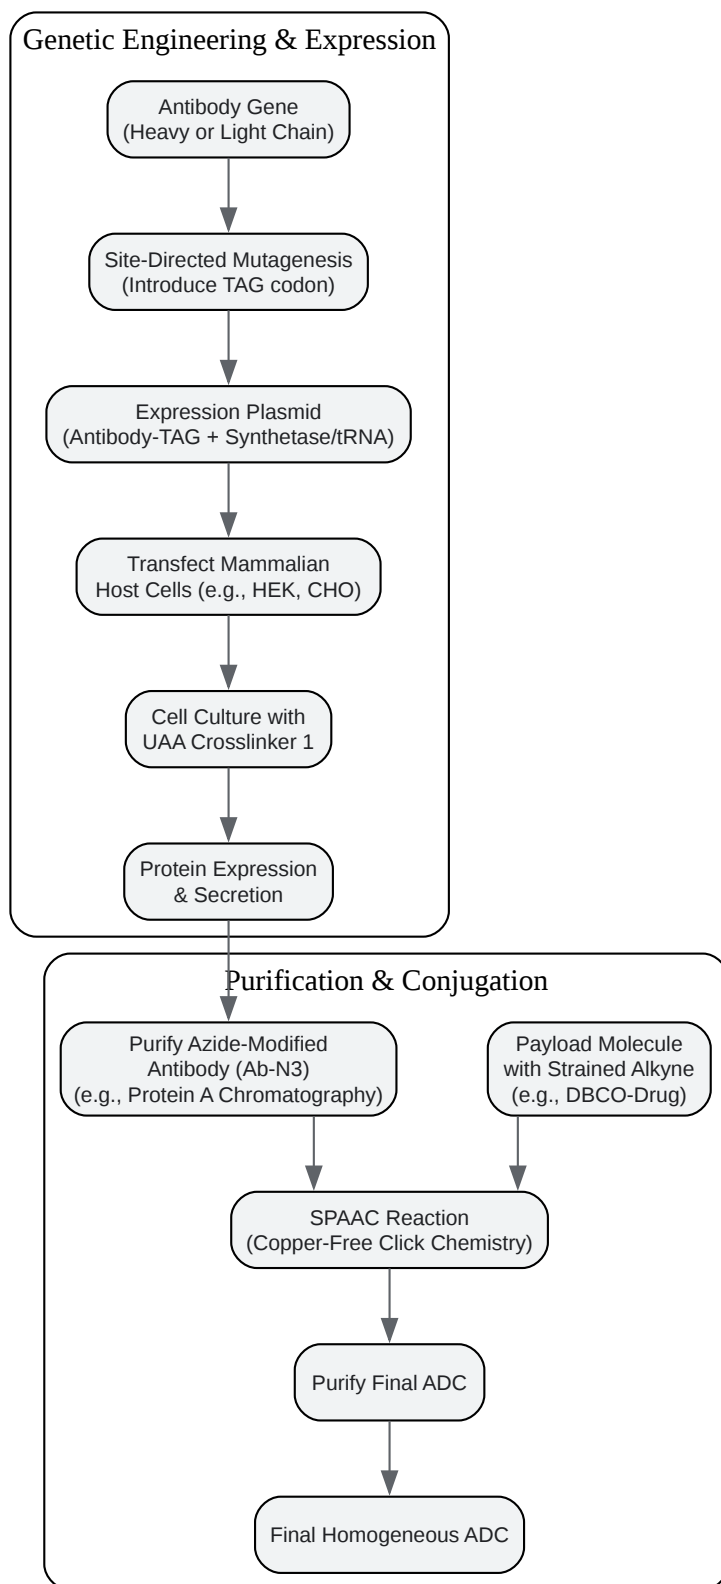 Genetic Engineering & Expression
Antibody Gene
(Heavy or Light Chain)
Site-Directed Mutagenesis
(Introduce TAG codon)
Expression Plasmid
(Antibody-TAG + Synthetase/tRNA)
Transfect Mammalian
Host Cells (e.g., HEK, CHO)
Cell Culture with
UAA Crosslinker 1
Protein Expression
& Secretion
Purification & Conjugation
Purify Azide-Modified
Antibody (Ab-N3)
(e.g., Protein A Chromatography)
Payload Molecule
with Strained Alkyne
(e.g., DBCO-Drug)
SPAAC Reaction
(Copper-Free Click Chemistry)
Purify Final ADC
Final Homogeneous ADC